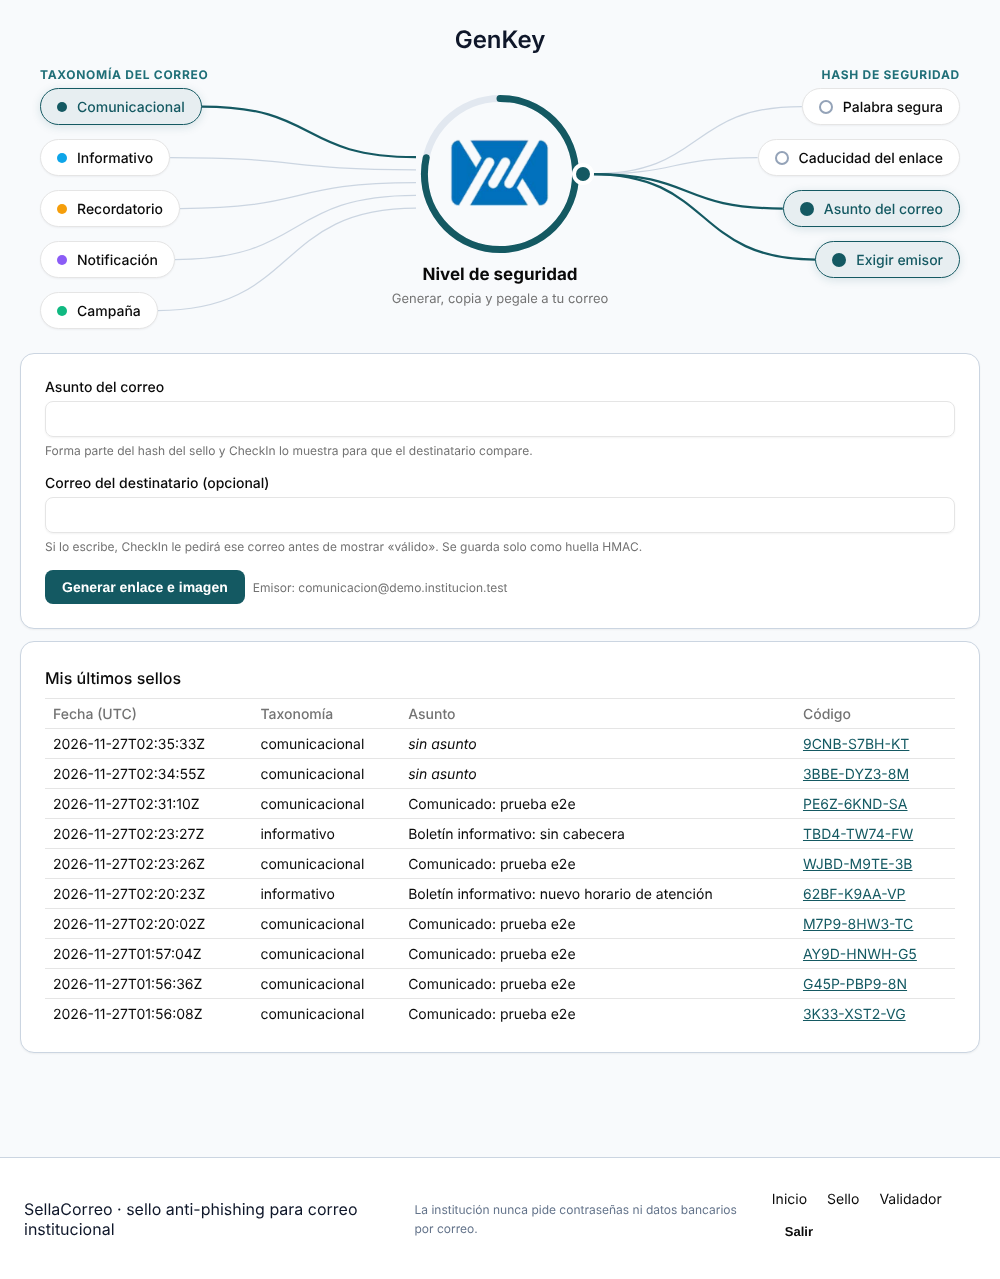 GenKey
TAXONOMÍA DEL CORREO
Comunicacional
Informativo
Recordatorio
Notificación
Campaña
HASH DE SEGURIDAD
Palabra segura
Caducidad del enlace
Asunto del correo
Exigir emisor
Nivel de seguridad
Generar, copia y pegale a tu correo
Asunto del correo
Forma parte del hash del sello y CheckIn lo muestra para que el destinatario compare.
Correo del destinatario (opcional)
Si lo escribe, CheckIn le pedirá ese correo antes de mostrar «válido». Se guarda solo como huella HMAC.
Generar enlace e imagen Emisor: comunicacion@demo.institucion.test
Mis últimos sellos
Fecha (UTC) Taxonomía Asunto Código
2026-11-27T02:35:33Z comunicacional sin asunto 9CNB-S7BH-KT
2026-11-27T02:34:55Z comunicacional sin asunto 3BBE-DYZ3-8M
2026-11-27T02:31:10Z comunicacional Comunicado: prueba e2e PE6Z-6KND-SA
2026-11-27T02:23:27Z informativo Boletín informativo: sin cabecera TBD4-TW74-FW
2026-11-27T02:23:26Z comunicacional Comunicado: prueba e2e WJBD-M9TE-3B
2026-11-27T02:20:23Z informativo Boletín informativo: nuevo horario de atención 62BF-K9AA-VP
2026-11-27T02:20:02Z comunicacional Comunicado: prueba e2e M7P9-8HW3-TC
2026-11-27T01:57:04Z comunicacional Comunicado: prueba e2e AY9D-HNWH-G5
2026-11-27T01:56:36Z comunicacional Comunicado: prueba e2e G45P-PBP9-8N
2026-11-27T01:56:08Z comunicacional Comunicado: prueba e2e 3K33-XST2-VG
SellaCorreo · sello anti-phishing para correo
institucional
La institución nunca pide contraseñas ni datos bancarios
por correo.
Inicio Sello Validador
Salir